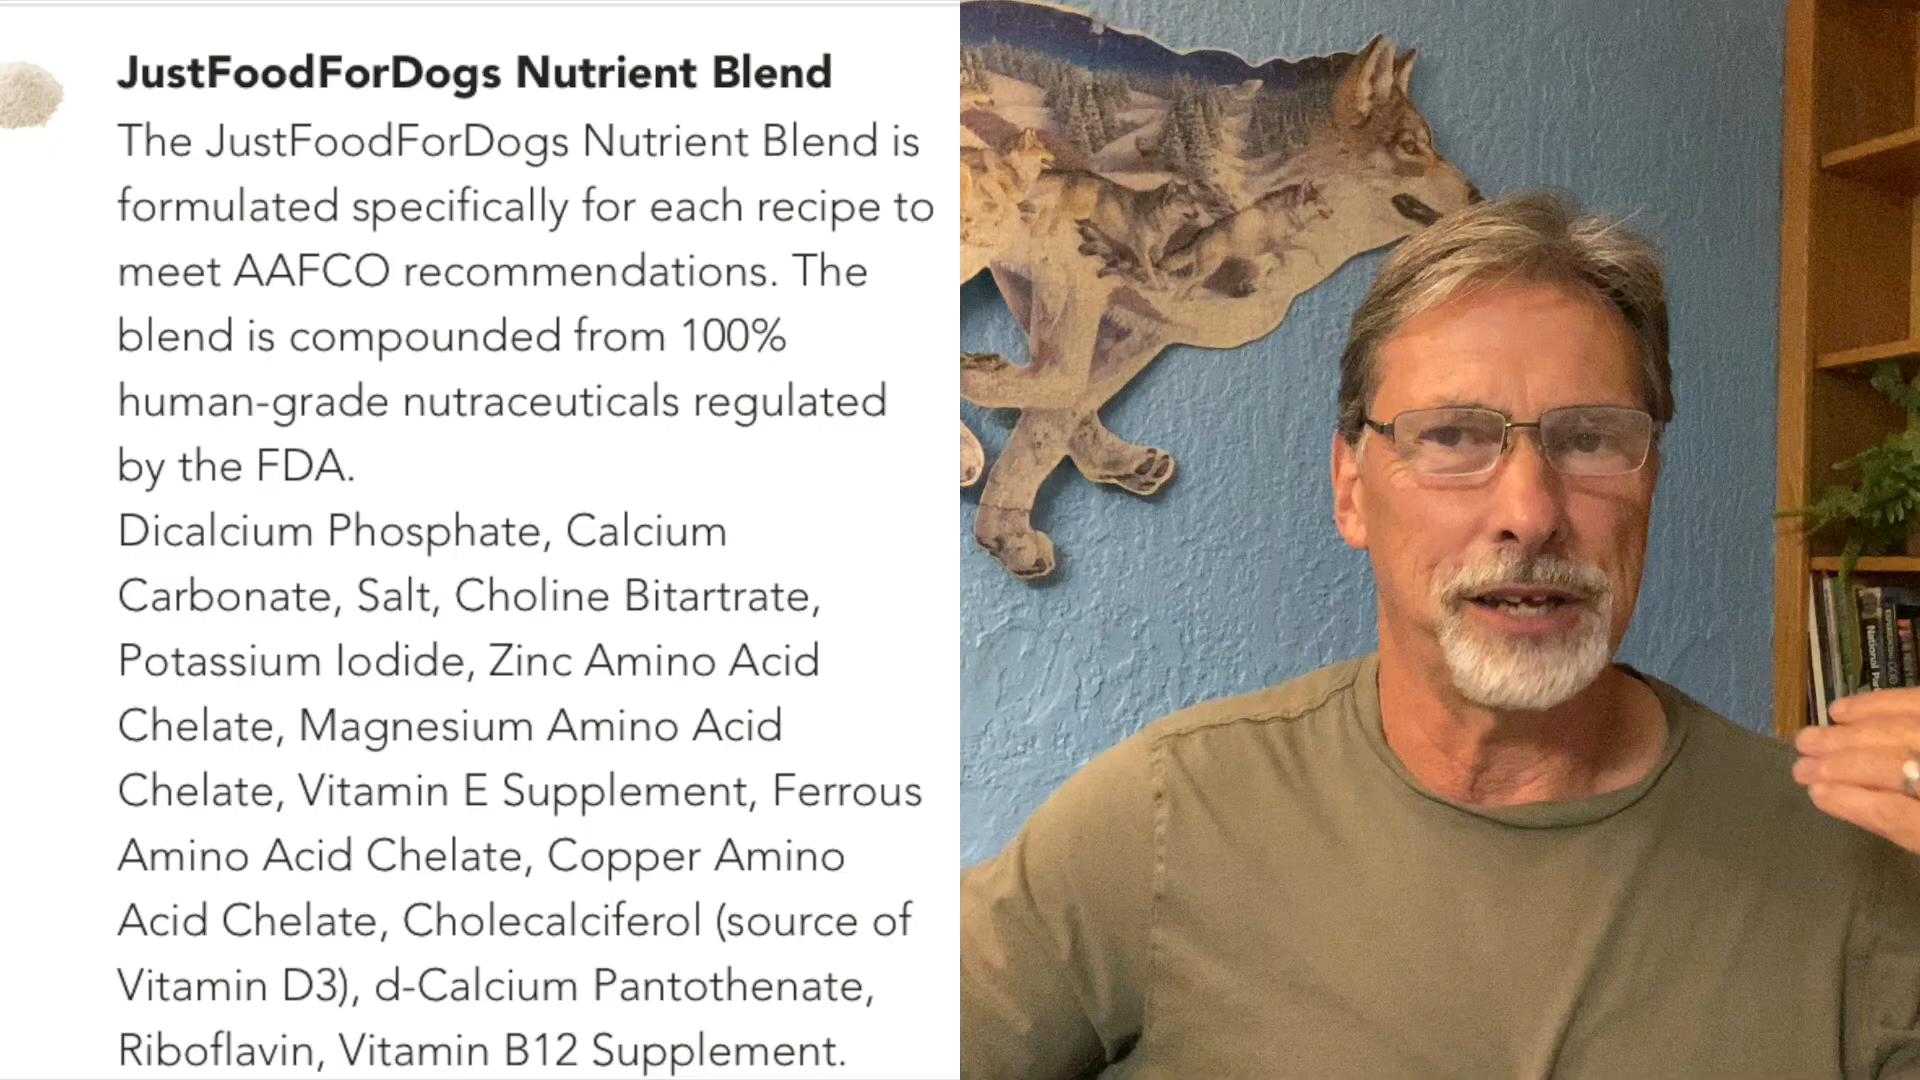 JustFoodForDogs Nutrient Blend
The JustFoodForDogs Nutrient Blend is
formulated specifically for each recipe to
meet AAFCO recommendations. The
blend is compounded from 100%
human-grade nutraceuticals regulated
by the FDA.
Dicalcium Phosphate, Calcium
Carbonate, Salt, Choline Bitartrate,
Potassium Iodide, Zinc Amino Acid
Chelate, Magnesium Amino Acid
Chelate, Vitamin E Supplement, Ferrous
Amino Acid Chelate, Copper Amino
Acid Chelate, Cholecalciferol (source of
Vitamin D3), d-Calcium Pantothenate,
Riboflavin, Vitamin B12 Supplement.
National